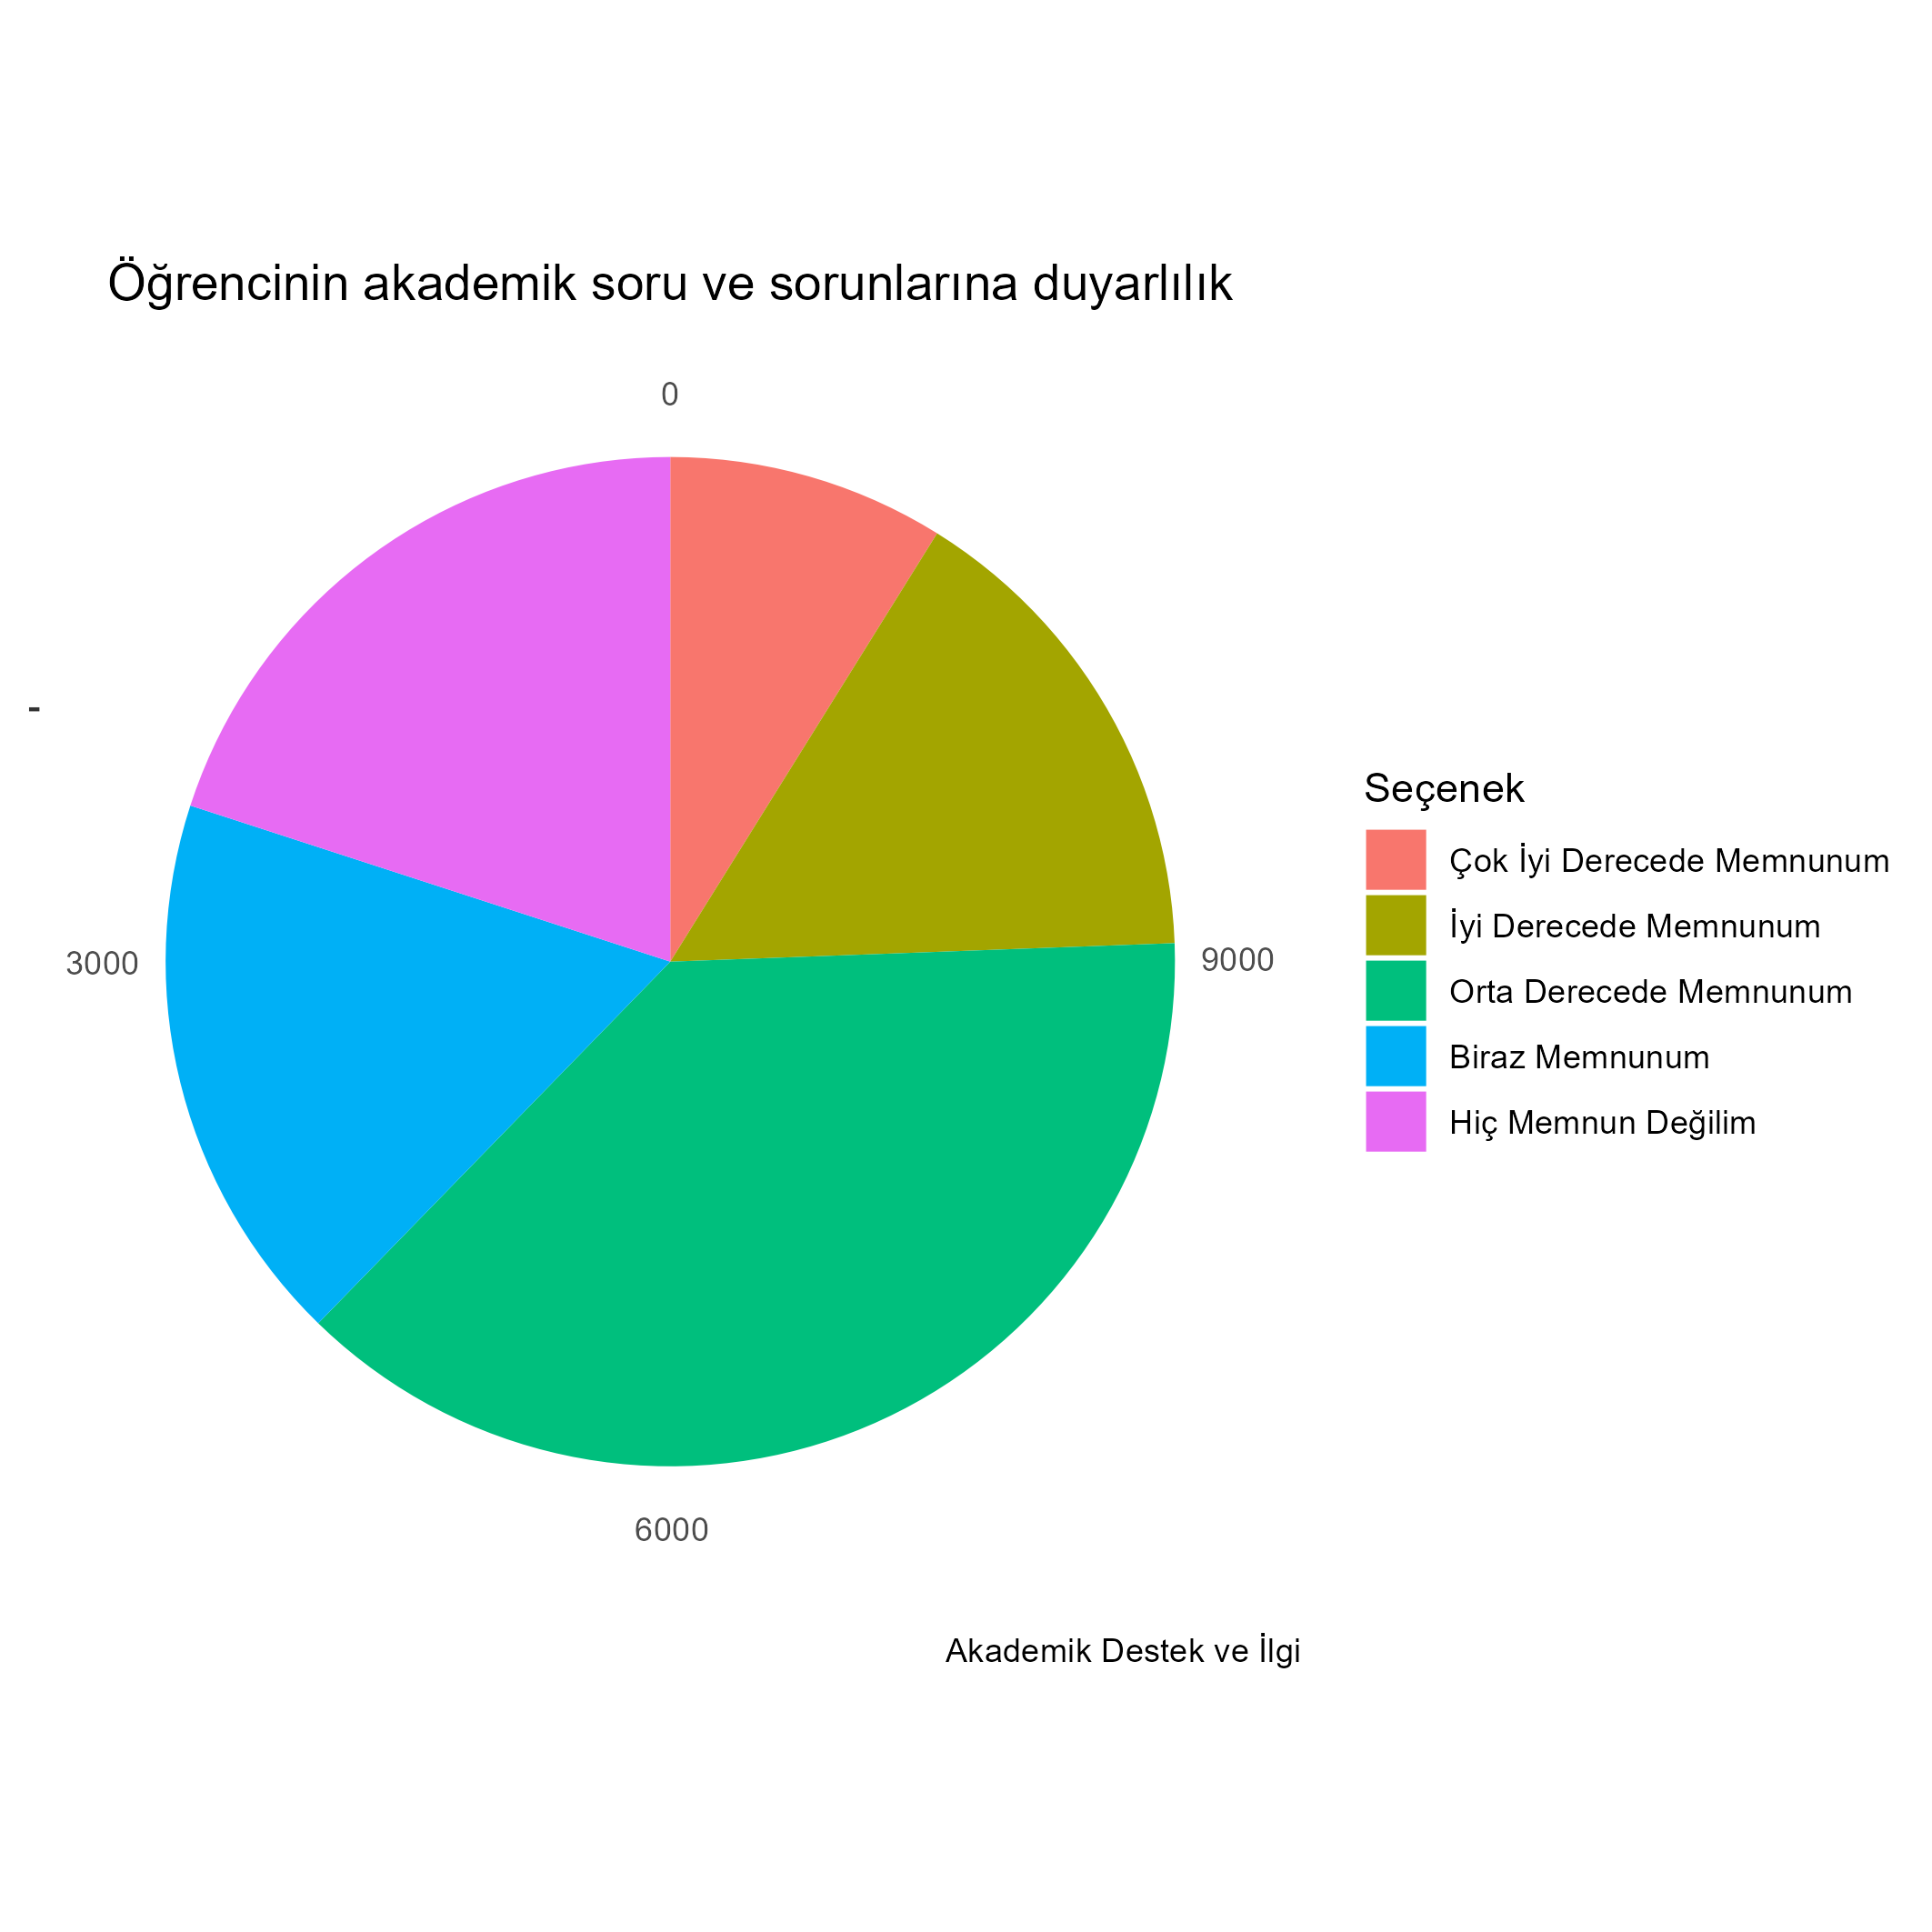 Öğrencinin akademik soru ve sorunlarına duyarlılık
0
-
3000
9000
6000
Seçenek
Çok İyi Derecede Memnunum
İyi Derecede Memnunum
Orta Derecede Memnunum
Biraz Memnunum
Hiç Memnun Değilim
Akademik Destek ve İlgi